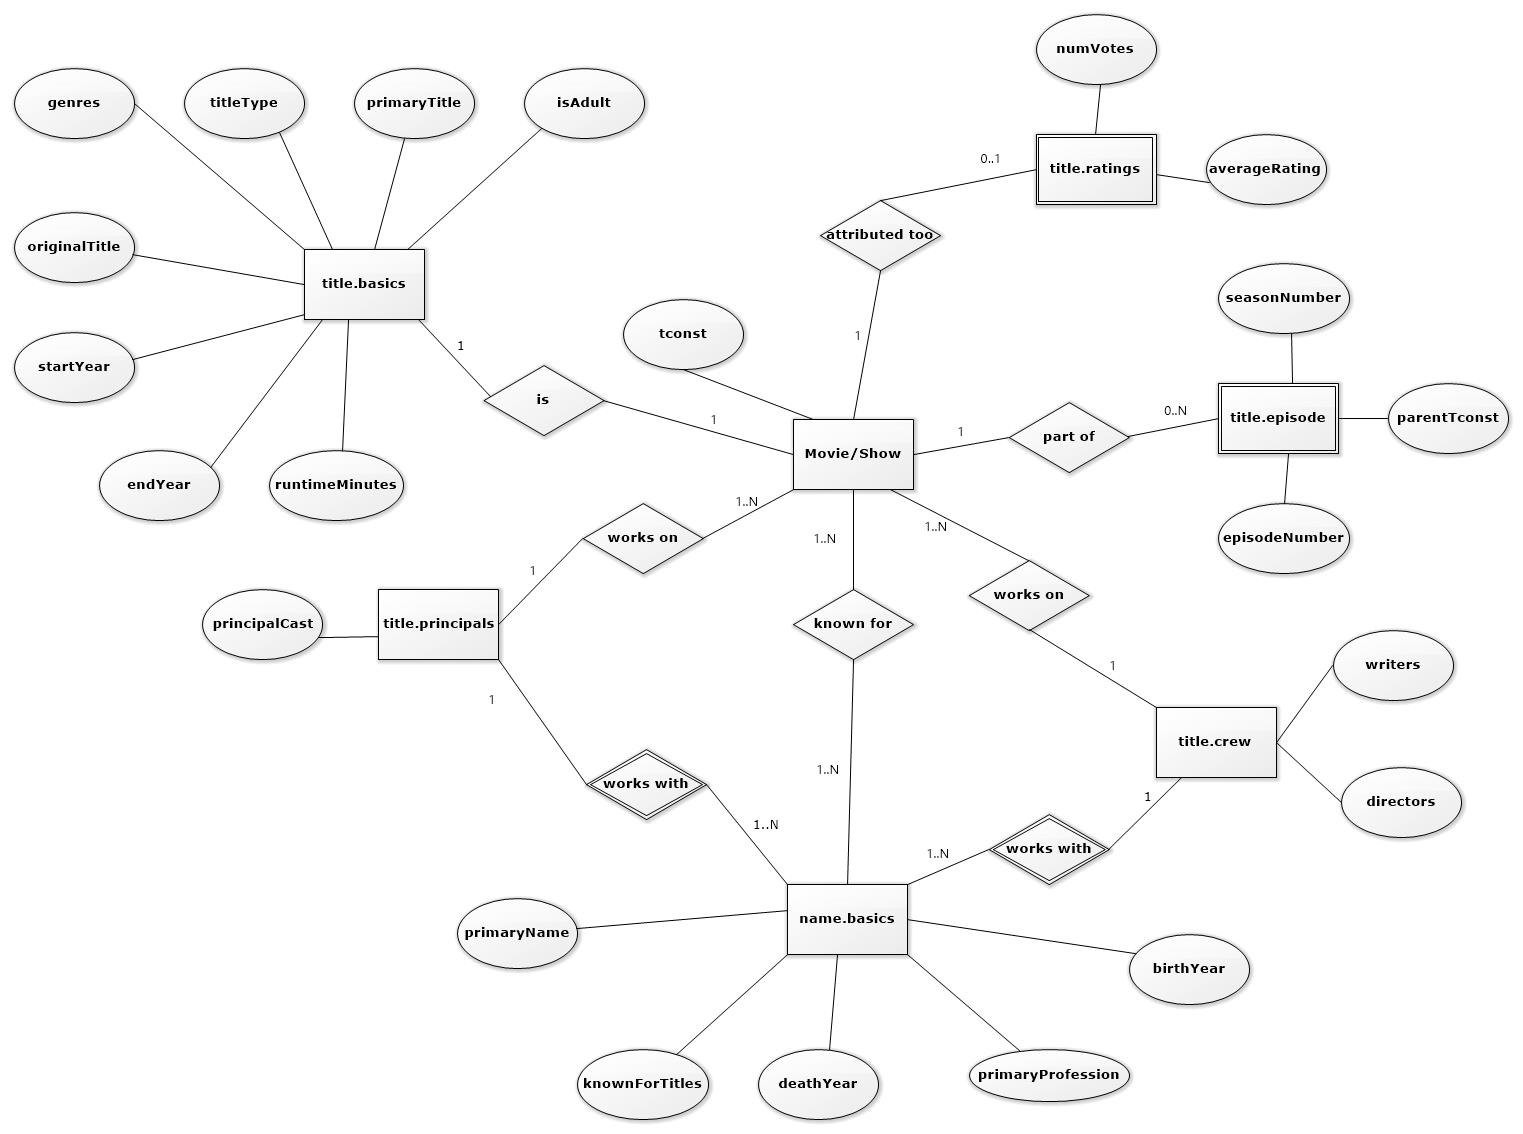 numVotes
genres
titleType
primaryTitle
isAdult
0..1
title.ratings
averageRating
attributed too
originalTitle
title.basics
seasonNumber
tconst
1
1
startYear
is
1
0..N
part of
title.episode
parentTconst
1
Movie/Show
endYear
runtimeMinutes
1..N
1..N
1..N
works on
episodeNumber
1
works on
principalCast
title.principals
known for
1
writers
1
title.crew
1..N
works with
1
directors
1..N
1..N
works with
primaryName
name.basics
birthYear
knownForTitles
deathYear
primaryProfession